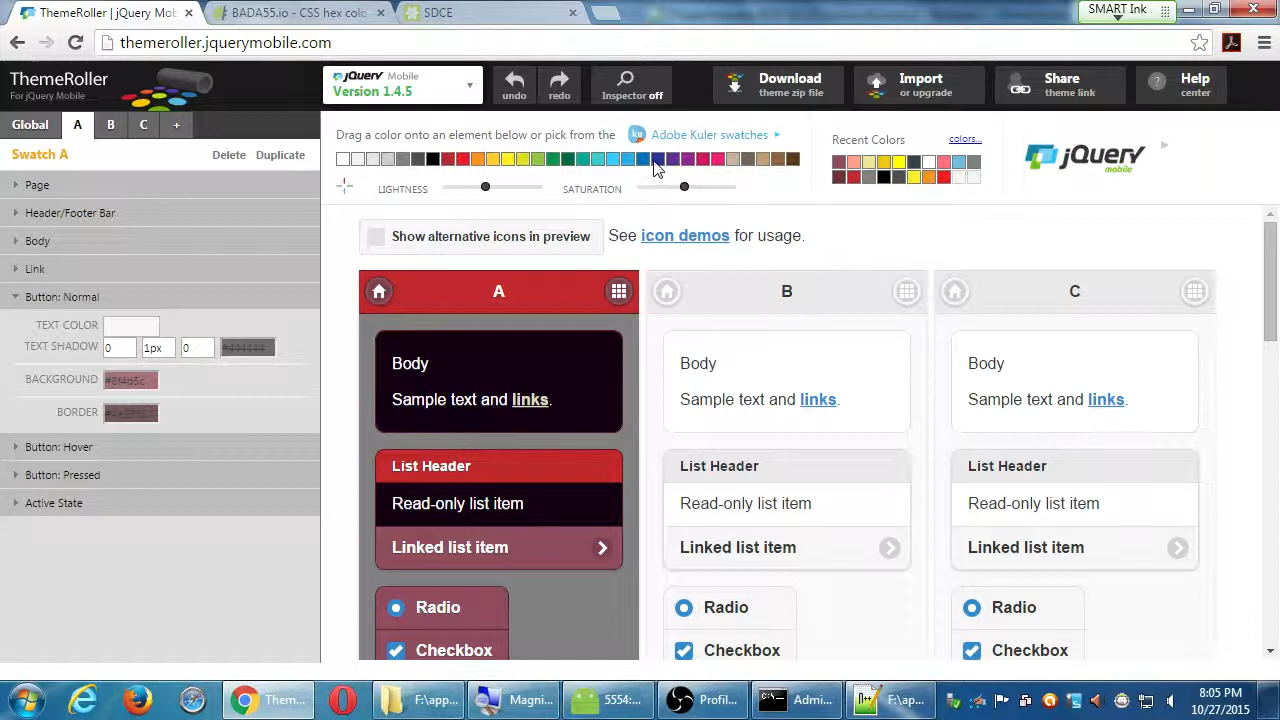 ThemeRoller | jQuery Mo
BADA55.io - CSS hex colo
SDCE
SMART Ink
themeroller.jquerymobile.com
ThemeRoller
For jQuery Mobile
jQuery Mobile
Version 1.4.5
undo
redo
Inspector off
Download
theme zip file
Import
or upgrade
Share
theme link
Help
center
Global
A
B
C
+
Drag a color onto an element below or pick from the
ku
Adobe Kuler swatches
Recent Colors
colors...
jQuery
mobile
LIGHTNESS
SATURATION
Swatch A
Delete
Duplicate
Page
Header/Footer Bar
Body
Link
Button: Normal
TEXT COLOR
TEXT SHADOW
0
1px
0
#444444
BACKGROUND
#8f4b5c
BORDER
Button: Hover
Button: Pressed
Active State
Show alternative icons in preview
See icon demos for usage.
A
Body
Sample text and links.
List Header
Read-only list item
Linked list item
Radio
Checkbox
B
Body
Sample text and links.
List Header
Read-only list item
Linked list item
Radio
Checkbox
C
Body
Sample text and links.
List Header
Read-only list item
Linked list item
Radio
Checkbox
Them...
F:\app...
Magni...
5554:...
Profil...
Admi...
F:\ap...
8:05 PM
10/27/2015